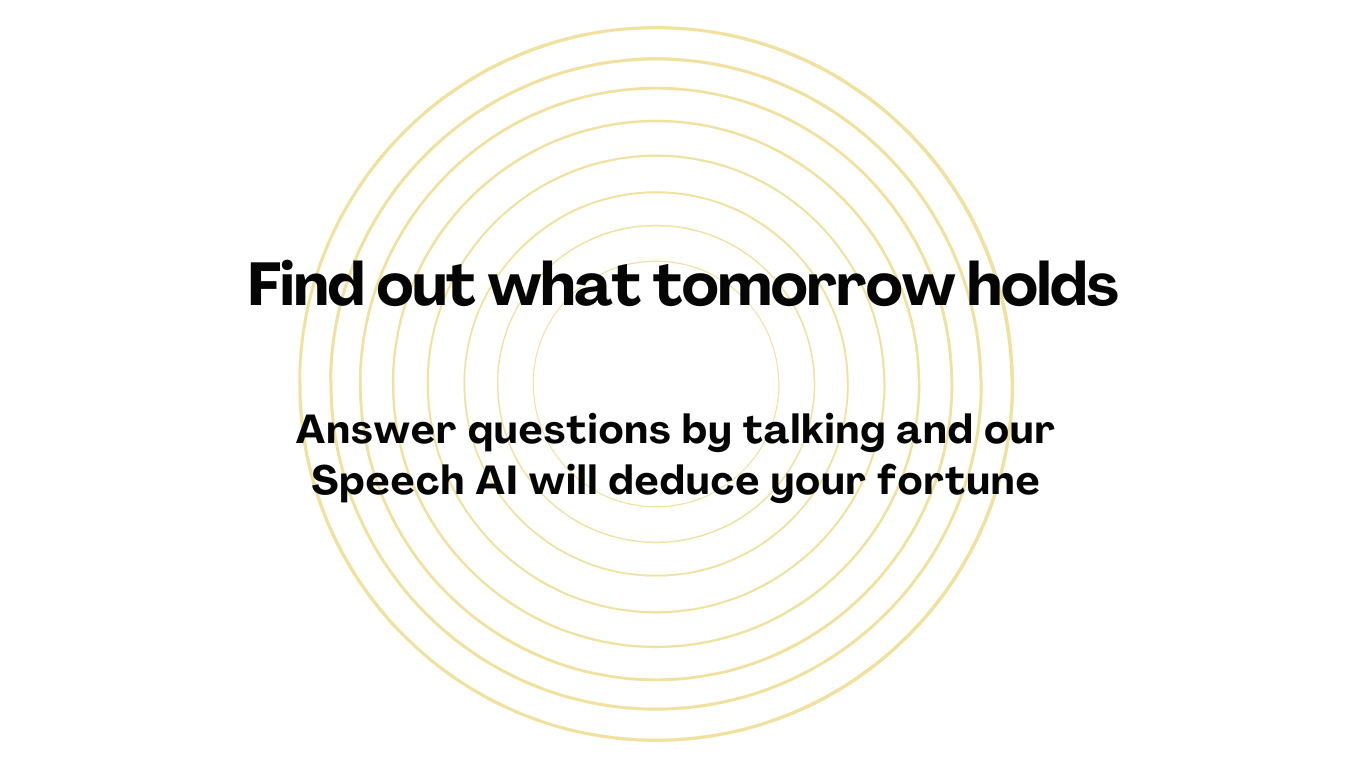 Find out what tomorrow holds
Answer questions by talking and our
Speech AI will deduce your fortune